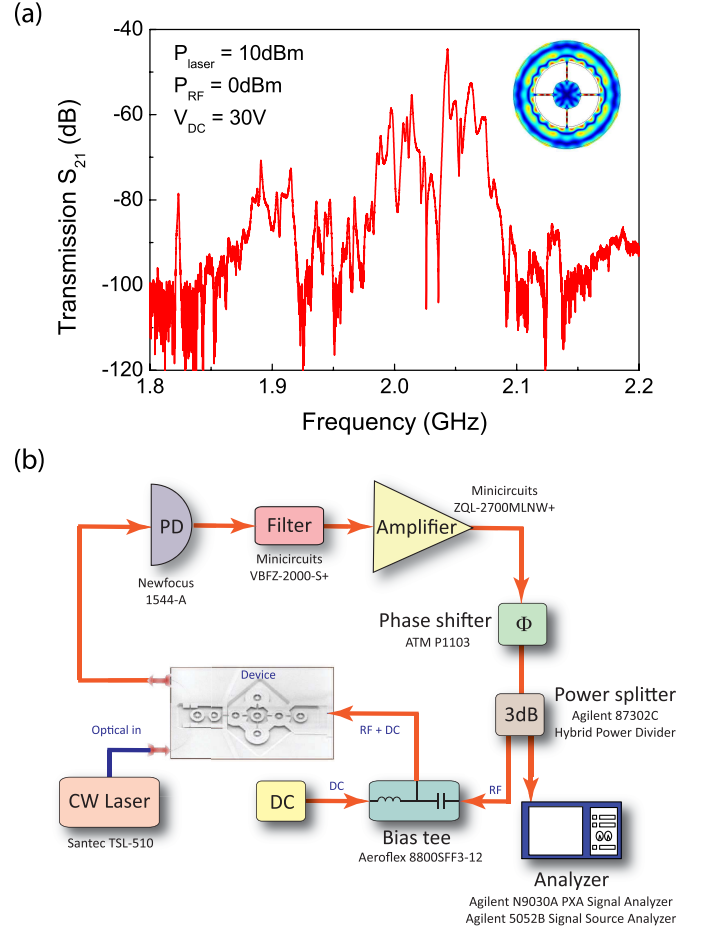 (a)
-40
-60
-80
-100
-120
Transmission S21 (dB)
Plaser = 10dBm
PRF = 0dBm
VDC = 30V
1.8
1.9
2.0
2.1
2.2
Frequency (GHz)
(b)
PD
Newfocus
1544-A
Filter
Minicircuits
VBFZ-2000-S+
Amplifier
Minicircuits
ZQL-2700MLNW+
Phase shifter
ATM P1103
Φ
3dB
Power splitter
Agilent 87302C
Hybrid Power Divider
Device
Optical in
RF + DC
CW Laser
Santec TSL-510
DC
DC
RF
Bias tee
Aeroflex 8800SFF3-12
Analyzer
Agilent N9030A PXA Signal Analyzer
Agilent 5052B Signal Source Analyzer